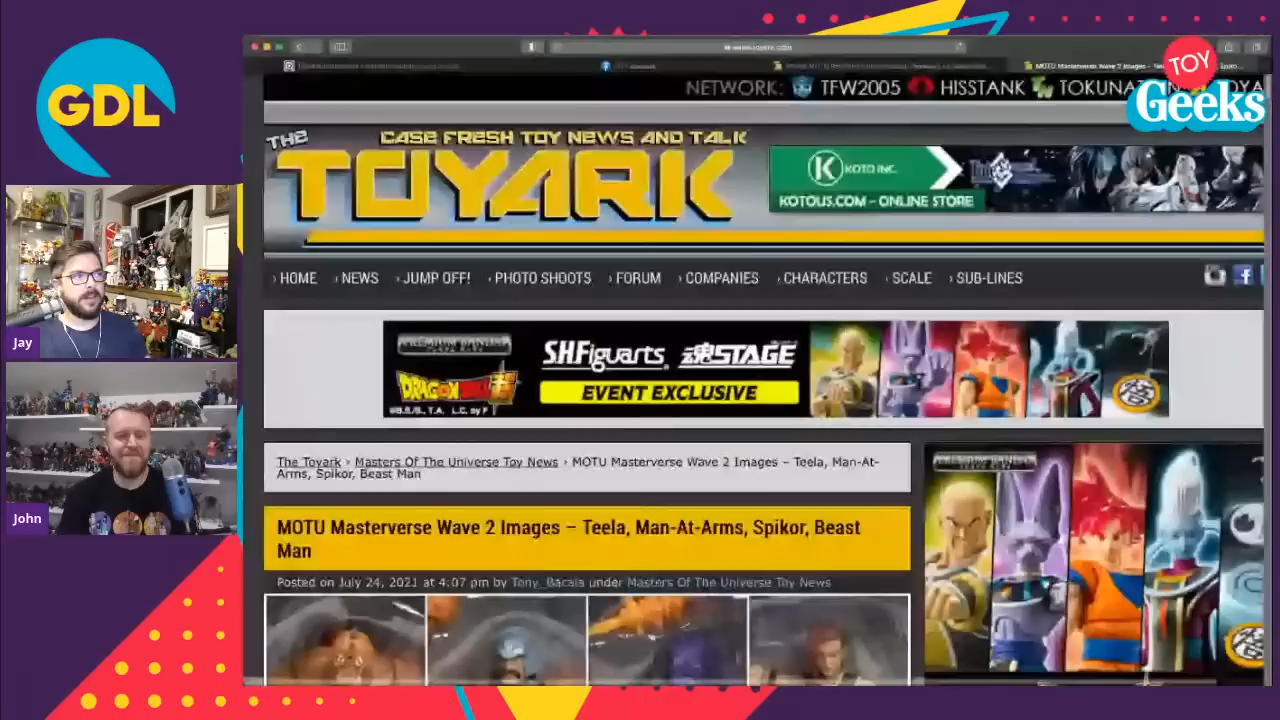 GDL
TOY
Geeks
NETWORK: TFW2005 HISSTANK
THE
CASE FRESH TOY NEWS AND TALK
TOYARK
KOTO INC.
KOTOUS.COM - ONLINE STORE
› HOME › NEWS › JUMP OFF! › PHOTO SHOOTS › FORUM › COMPANIES › CHARACTERS › SCALE › SUB-LINES
SHFiguarts 魂STAGE
EVENT EXCLUSIVE
The Toyark › Masters Of The Universe Toy News › MOTU Masterverse Wave 2 Images – Teela, Man-At-
Arms, Spikor, Beast Man
MOTU Masterverse Wave 2 Images – Teela, Man-At-Arms, Spikor, Beast
Man
Posted on July 24, 2021 at 4:07 pm by Tony_Bacala under Masters Of The Universe Toy News
Jay
John